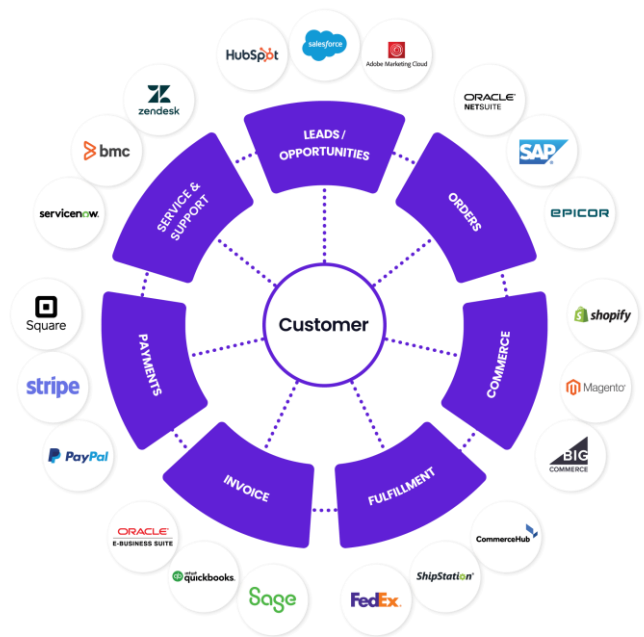 HubSpot
salesforce
Adobe Marketing Cloud
ORACLE
NETSUITE
SAP
EPICOR
shopify
Magento
BIG
COMMERCE
CommerceHub
ShipStation
FedEx
Sage
intuit
quickbooks.
ORACLE
E-BUSINESS SUITE
PayPal
stripe
Square
servicenow
bmc
zendesk
LEADS /
OPPORTUNITIES
ORDERS
COMMERCE
FULFILLMENT
INVOICE
PAYMENTS
SERVICE &
SUPPORT
Customer